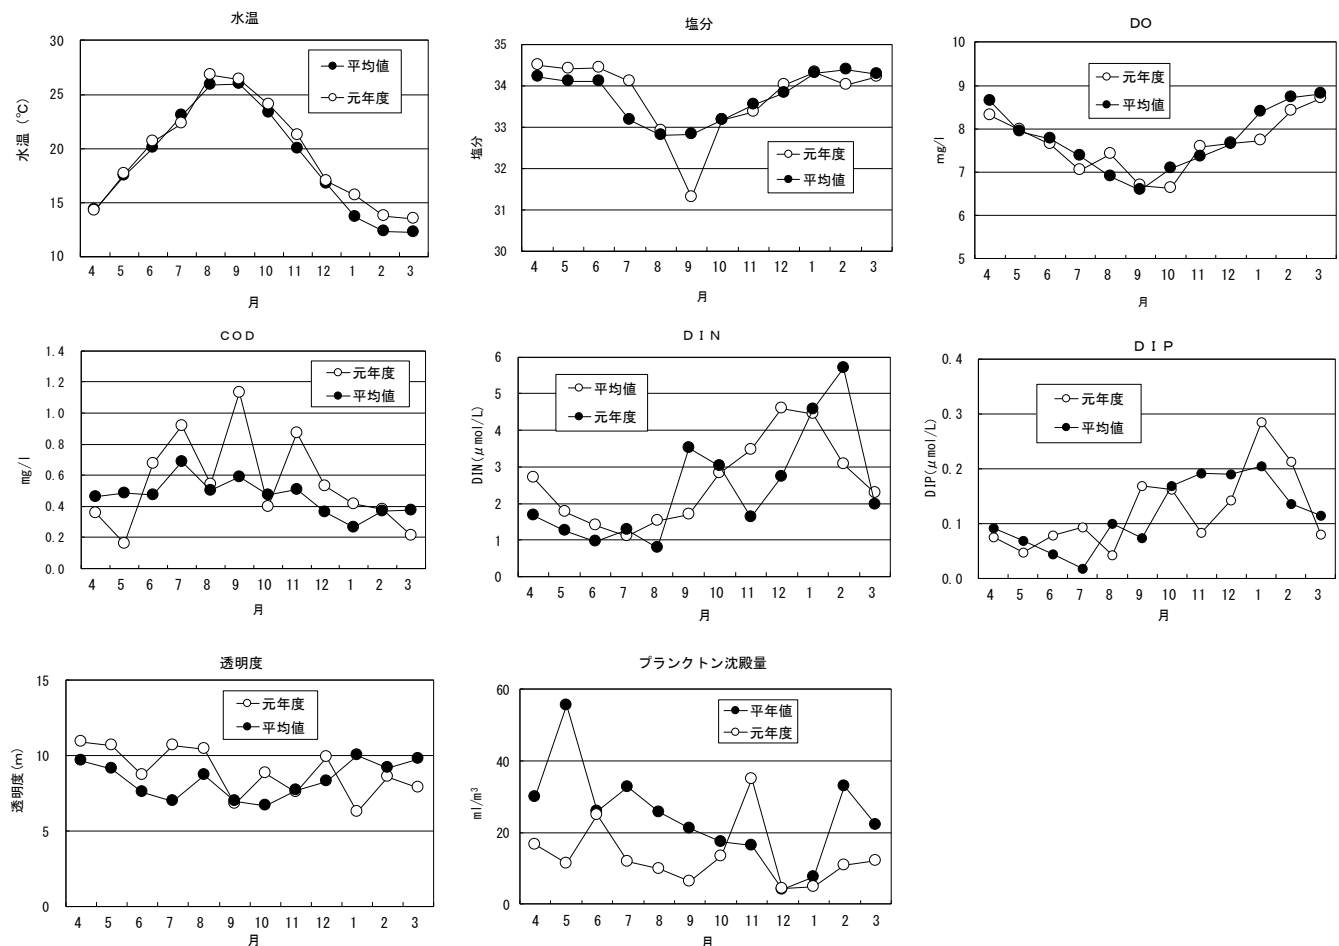 水温
30
25
20
15
10
水温 (℃)
平均値
元年度
4 5 6 7 8 9 10 11 12 1 2 3
月
塩分
35
34
33
32
31
30
塩分
元年度
平均値
4 5 6 7 8 9 10 11 12 1 2 3
月
DO
10
9
8
7
6
5
mg/l
元年度
平均値
4 5 6 7 8 9 10 11 12 1 2 3
月
COD
1.4
1.2
1.0
0.8
0.6
0.4
0.2
0.0
mg/l
元年度
平均値
4 5 6 7 8 9 10 11 12 1 2 3
月
DIN
6
5
4
3
2
1
0
DIN(μmol/L)
平均値
元年度
4 5 6 7 8 9 10 11 12 1 2 3
月
DIP
0.4
0.3
0.2
0.1
0.0
DIP(μmol/L)
元年度
平均値
4 5 6 7 8 9 10 11 12 1 2 3
月
透明度
15
10
5
0
透明度(m)
元年度
平均値
4 5 6 7 8 9 10 11 12 1 2 3
月
プランクトン沈殿量
60
40
20
0
ml/m³
平年値
元年度
4 5 6 7 8 9 10 11 12 1 2 3
月